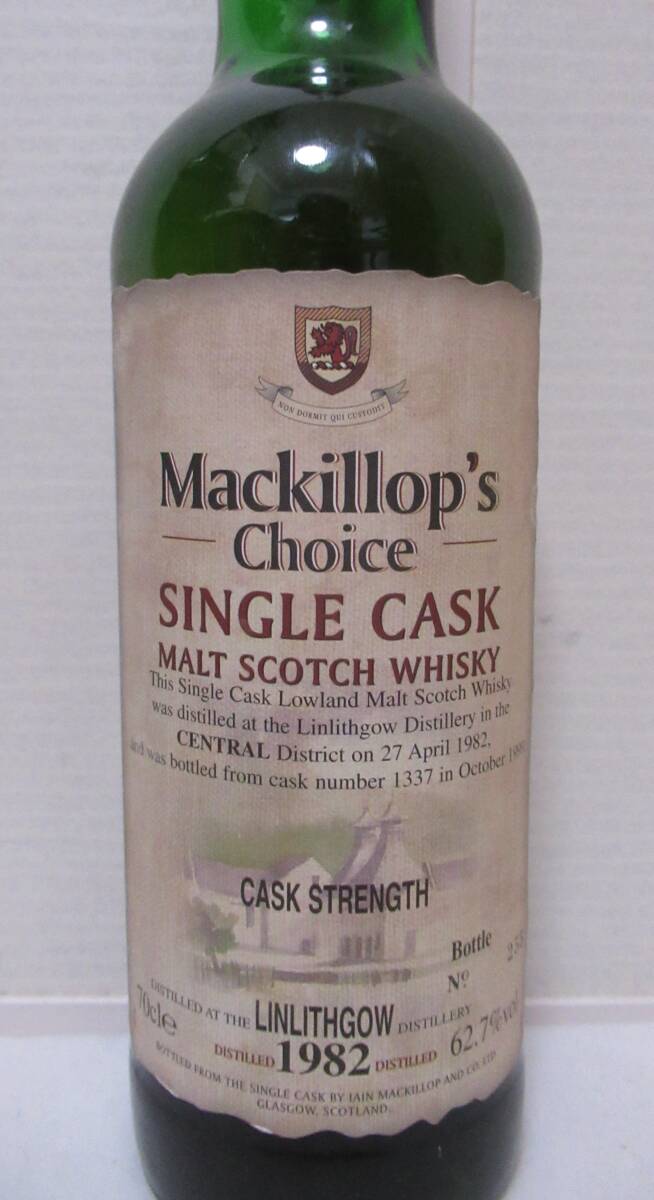 NON DORMIT QUI CUSTODIT
Mackillop's
Choice
SINGLE CASK
MALT SCOTCH WHISKY
This Single Cask Lowland Malt Scotch Whisky
was distilled at the Linlithgow Distillery in the
CENTRAL District on 27 April 1982,
and was bottled from cask number 1337 in October
CASK STRENGTH
Bottle
Nº
70cl e
DISTILLED AT THE LINLITHGOW DISTILLERY
62.7%vol
DISTILLED 1982 DISTILLED
BOTTLED FROM THE SINGLE CASK BY IAIN MACKILLOP AND CO. LTD
GLASGOW, SCOTLAND.